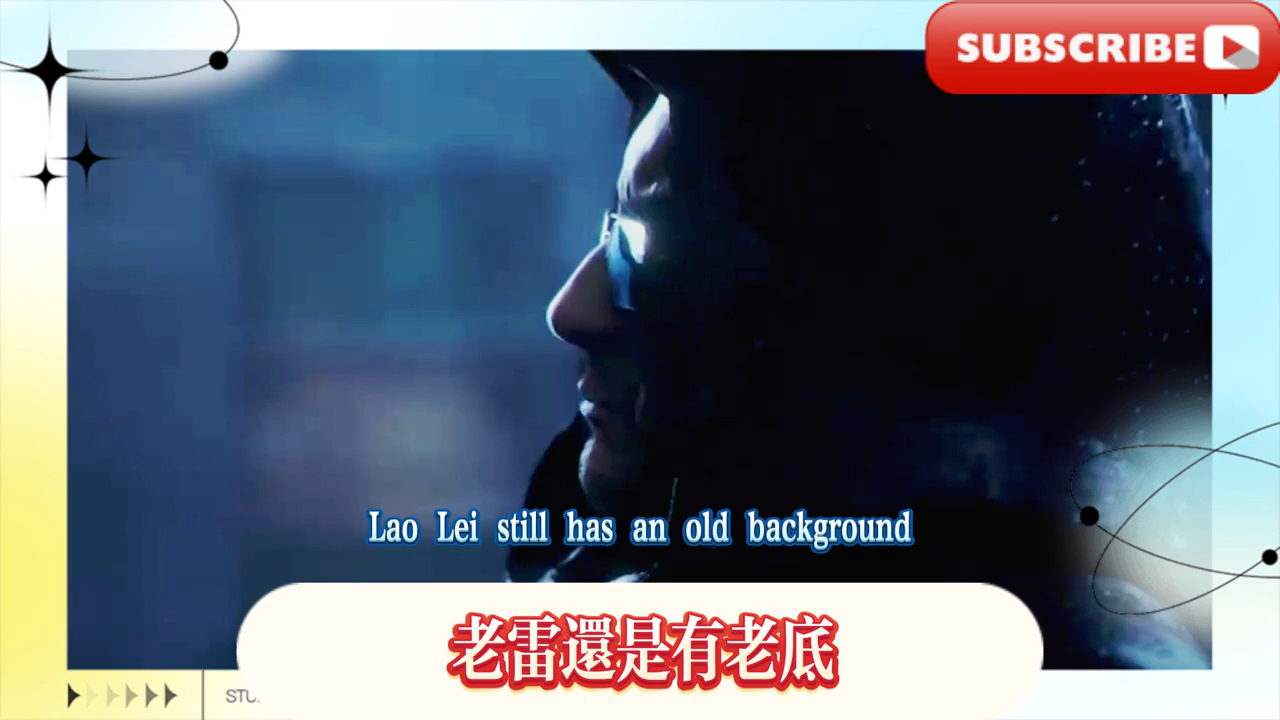 SUBSCRIBE
Lao Lei still has an old background
老雷還是有老底